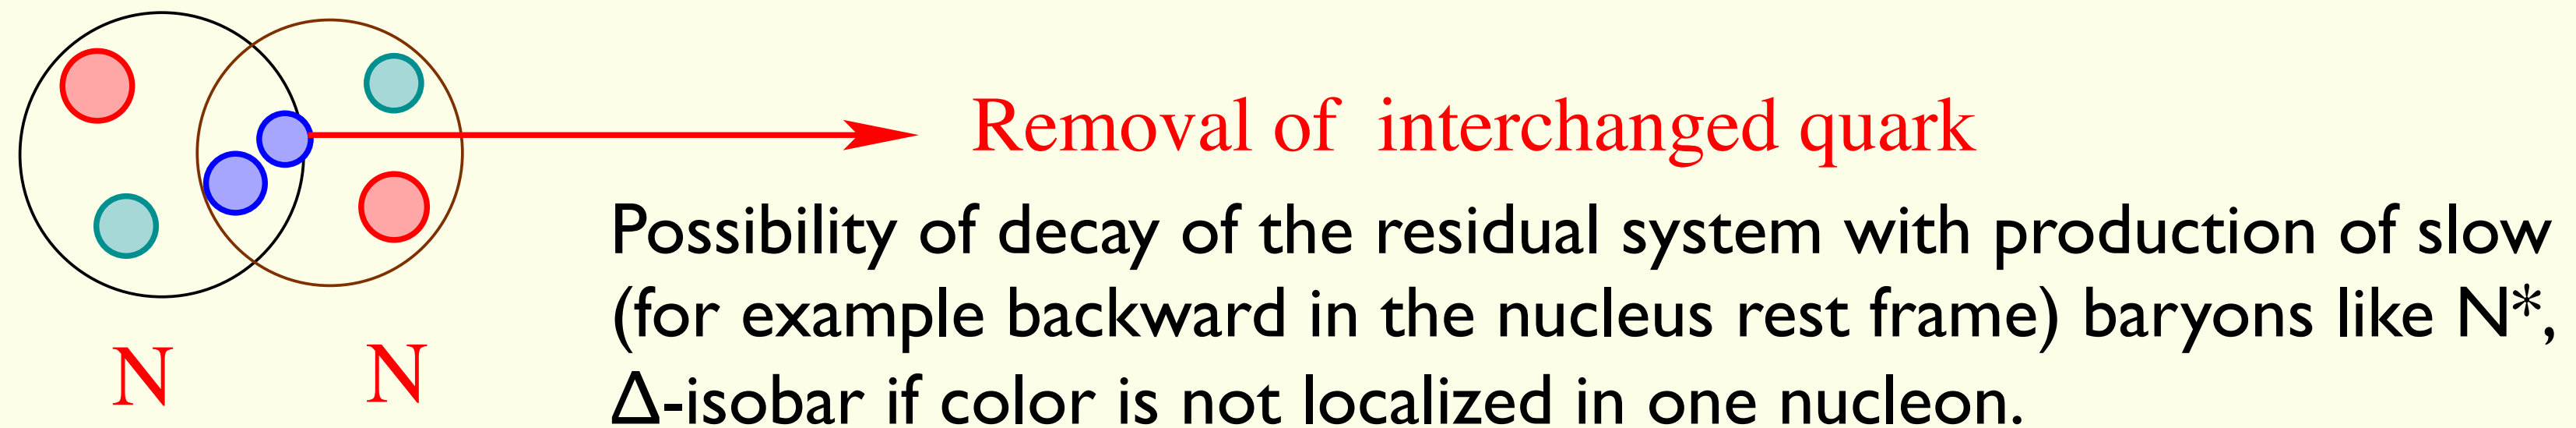 Removal of interchanged quark
Possibility of decay of the residual system with production of slow
(for example backward in the nucleus rest frame) baryons like N*,
Δ-isobar if color is not localized in one nucleon.
N N